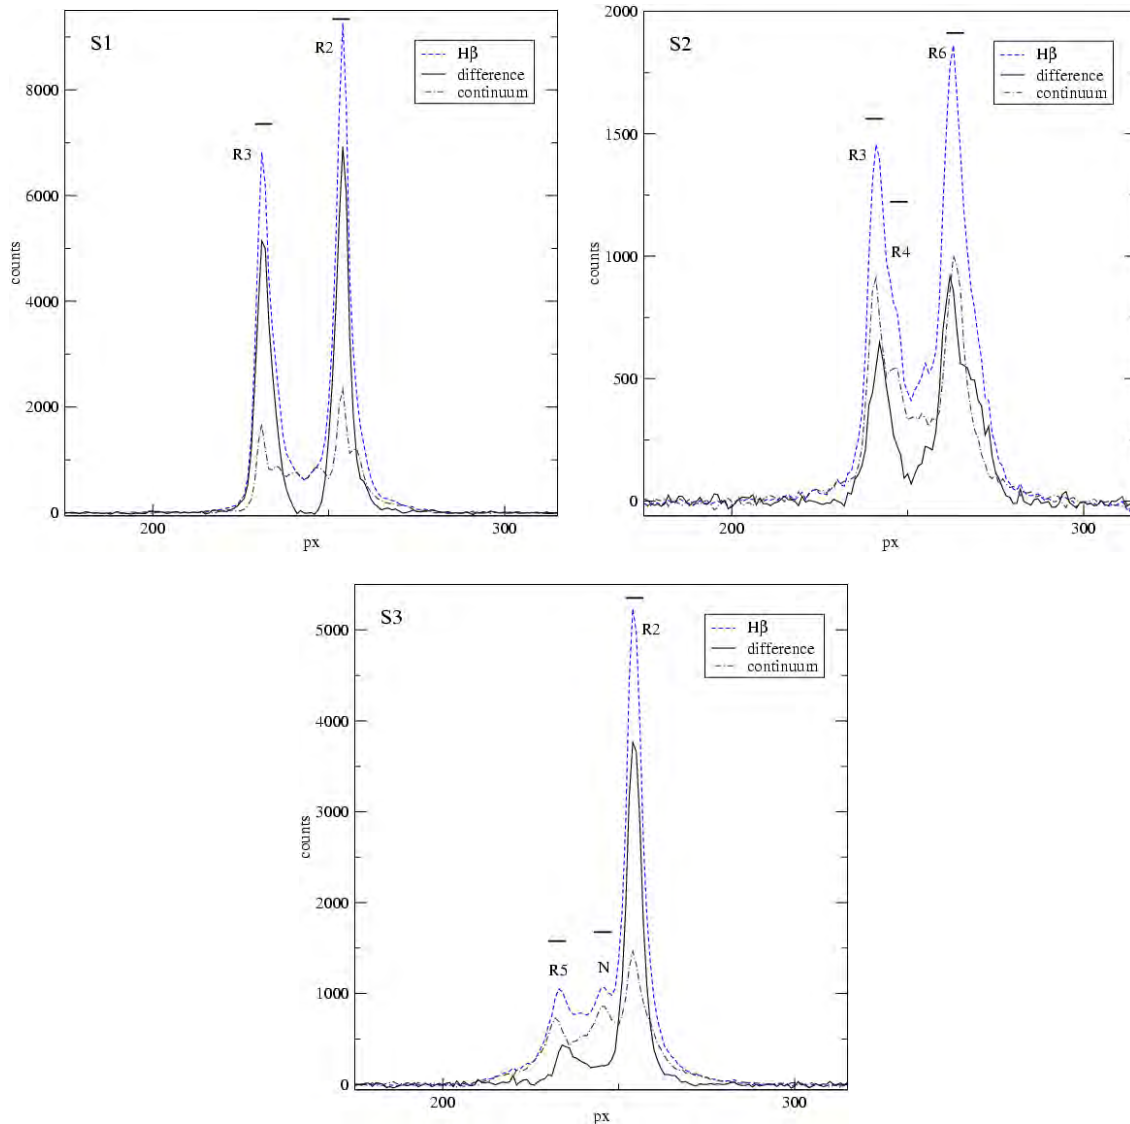 S1
R2
R3
Hβ
difference
continuum
8000
6000
4000
2000
0
counts
200
300
px
S2
R6
R3
R4
Hβ
difference
continuum
2000
1500
1000
500
0
counts
200
300
px
S3
R2
R5
N
Hβ
difference
continuum
5000
4000
3000
2000
1000
0
counts
200
300
px